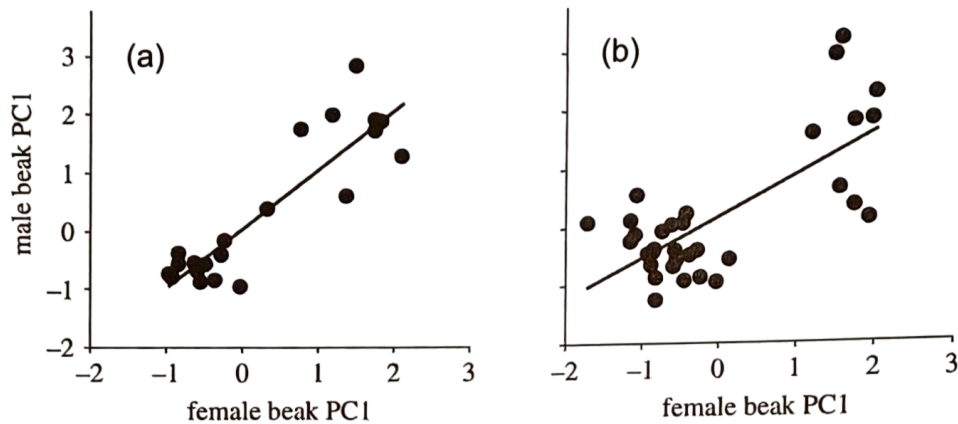 (a)
male beak PC1
3
2
1
0
−1
−2
−2 −1 0 1 2 3
female beak PC1
(b)
−2 −1 0 1 2 3
female beak PC1